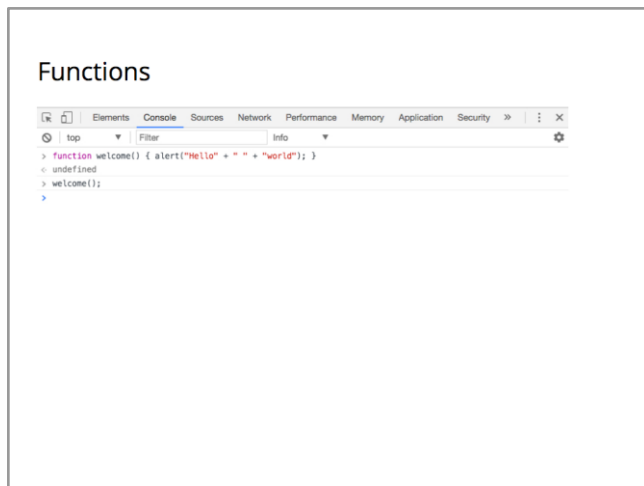 Functions
Elements Console Sources Network Performance Memory Application Security »
top Filter Info
> function welcome() { alert("Hello" + " " + "world"); }
< undefined
> welcome();
>